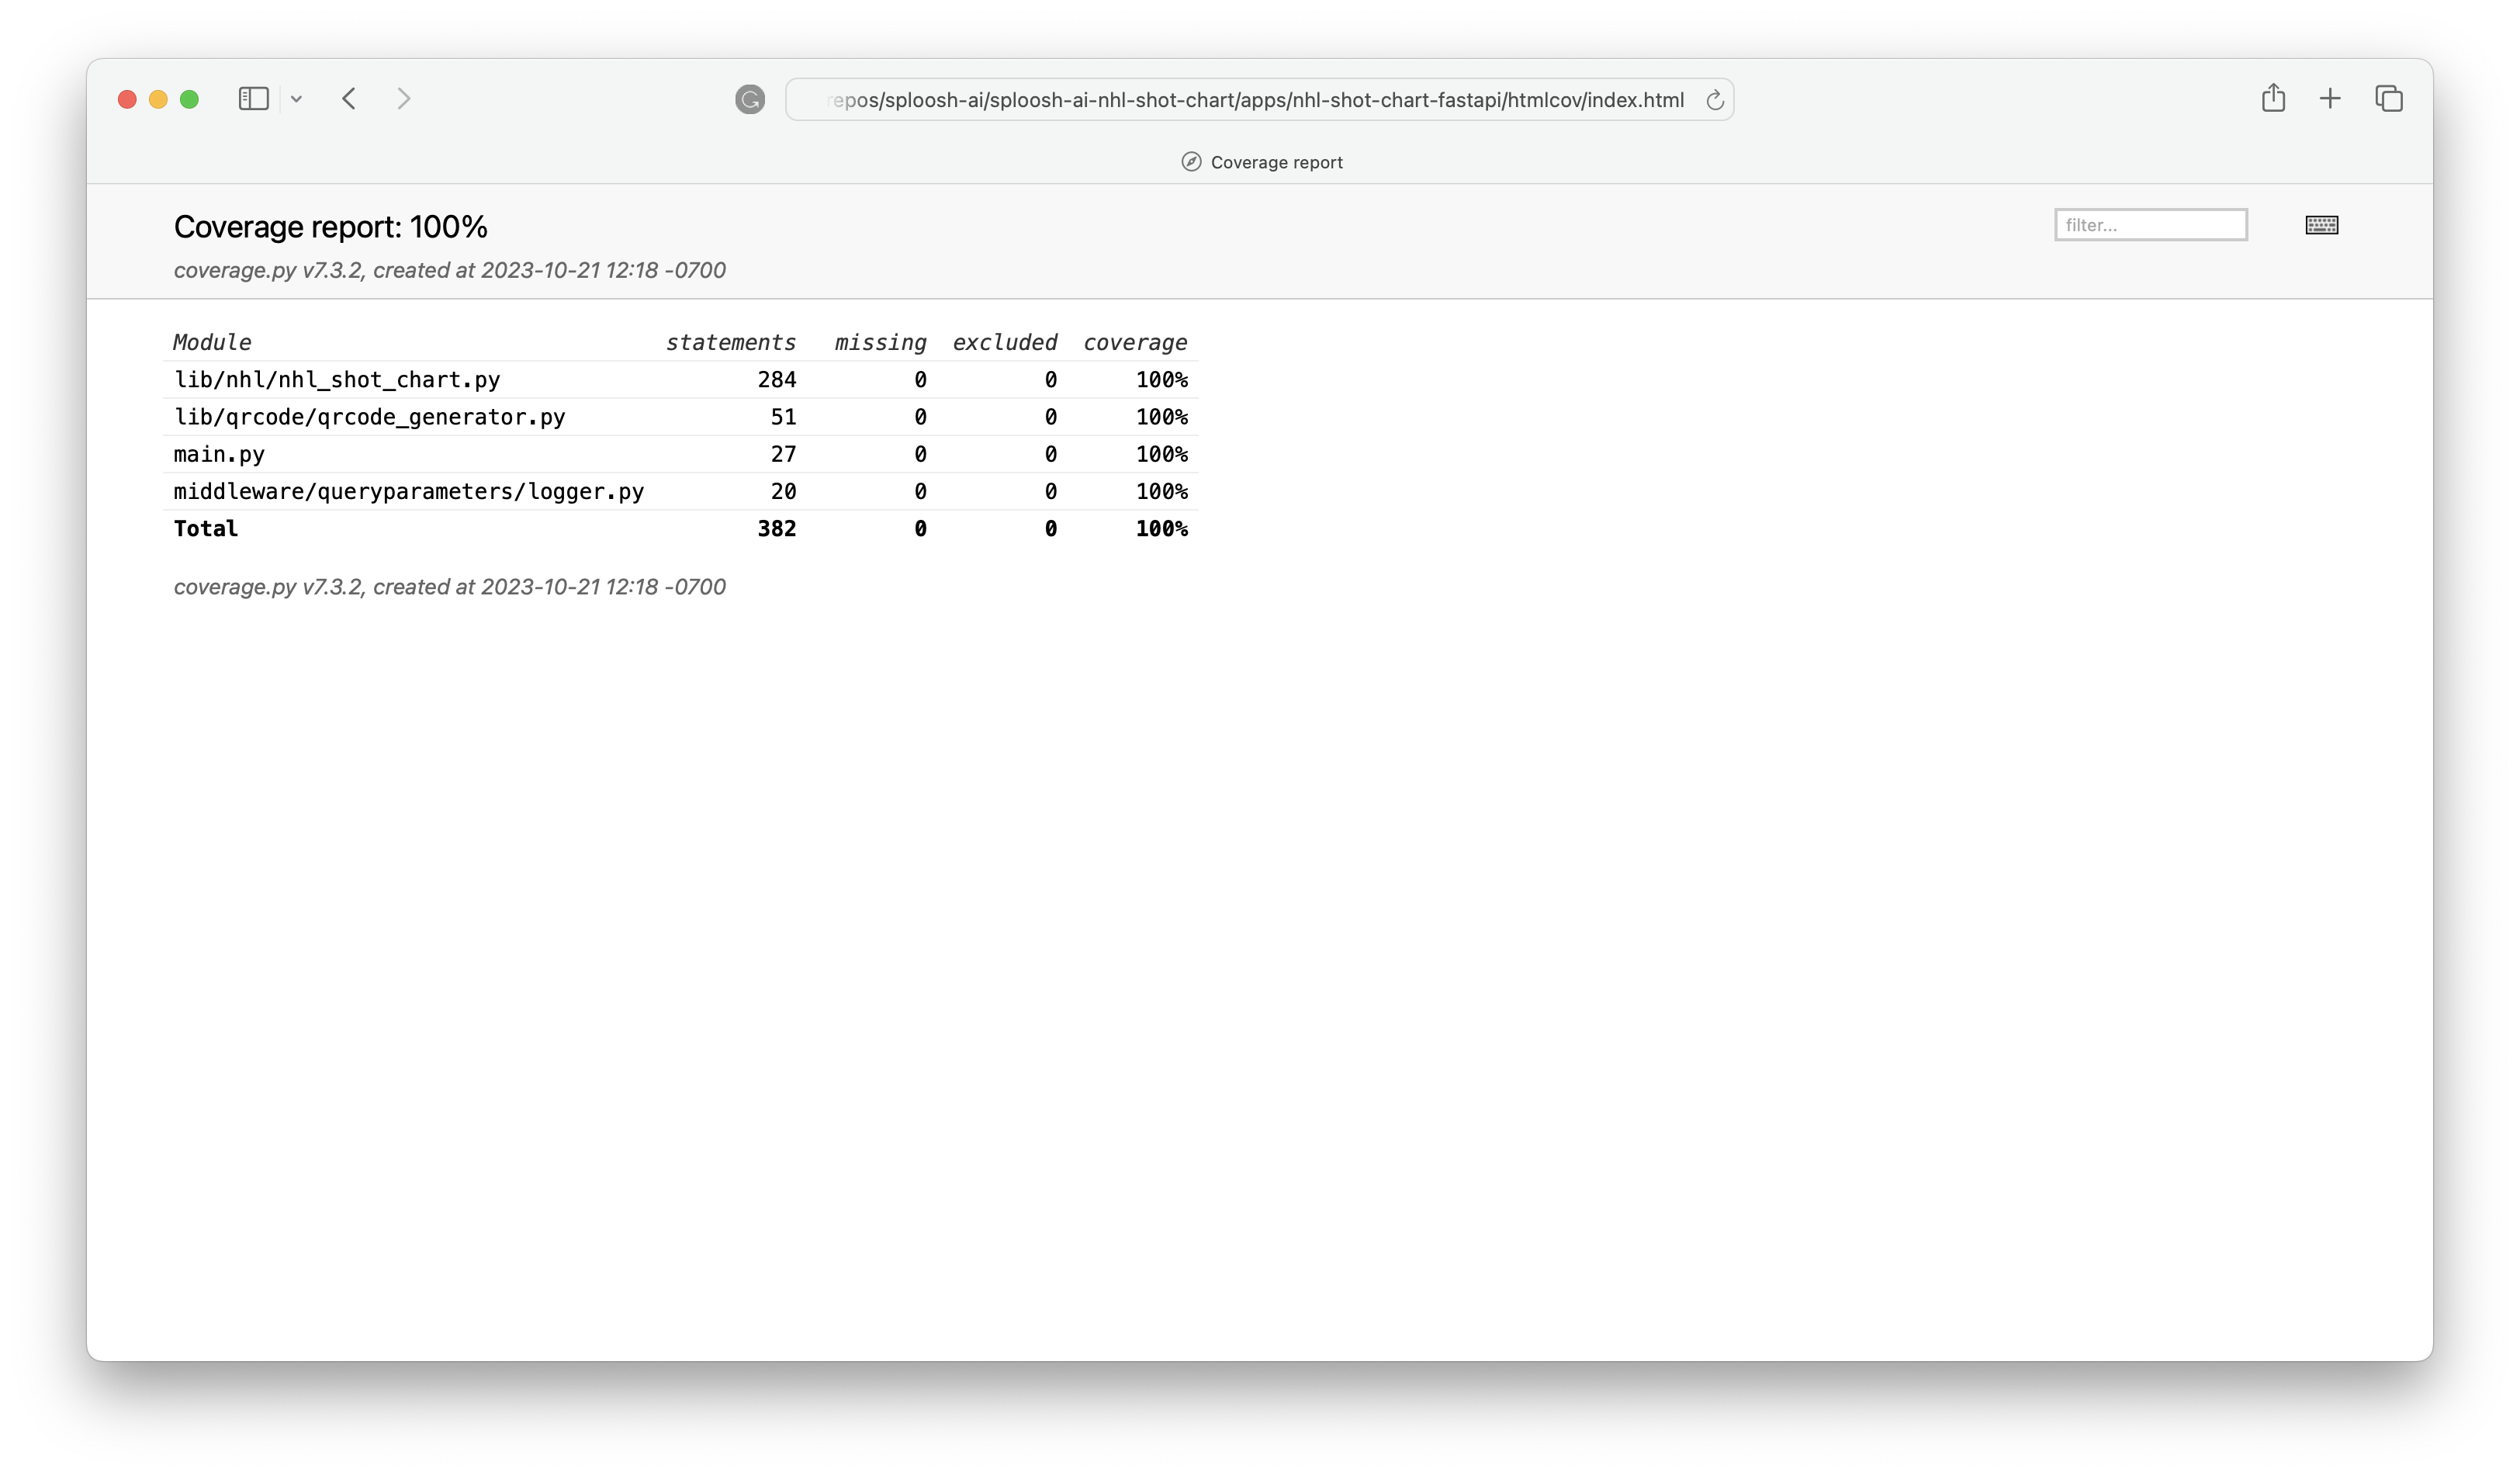 repos/sploosh-ai/sploosh-ai-nhl-shot-chart/apps/nhl-shot-chart-fastapi/htmlcov/index.html
Coverage report
Coverage report: 100%
filter...
coverage.py v7.3.2, created at 2023-10-21 12:18 -0700
Module statements missing excluded coverage
lib/nhl/nhl_shot_chart.py 284 0 0 100%
lib/qrcode/qrcode_generator.py 51 0 0 100%
main.py 27 0 0 100%
middleware/queryparameters/logger.py 20 0 0 100%
Total 382 0 0 100%
coverage.py v7.3.2, created at 2023-10-21 12:18 -0700